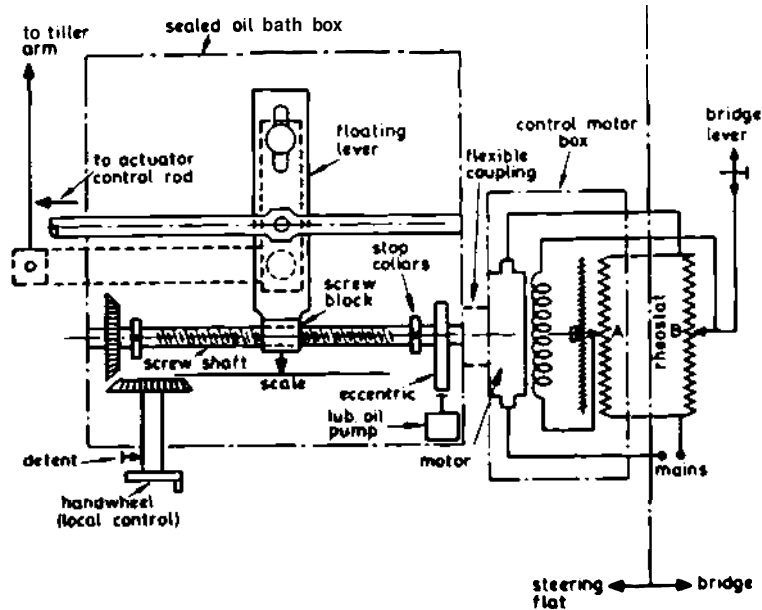 sealed oil bath box
to tiller
arm
bridge
lever
control motor
box
floating
lever
flexible
coupling
to actuator
control rod
stop
collars
screw
block
A
B
rheostat
screw shaft
scale
eccentric
lub. oil
pump
motor
mains
detent
handwheel
(local control)
steering
flat
bridge